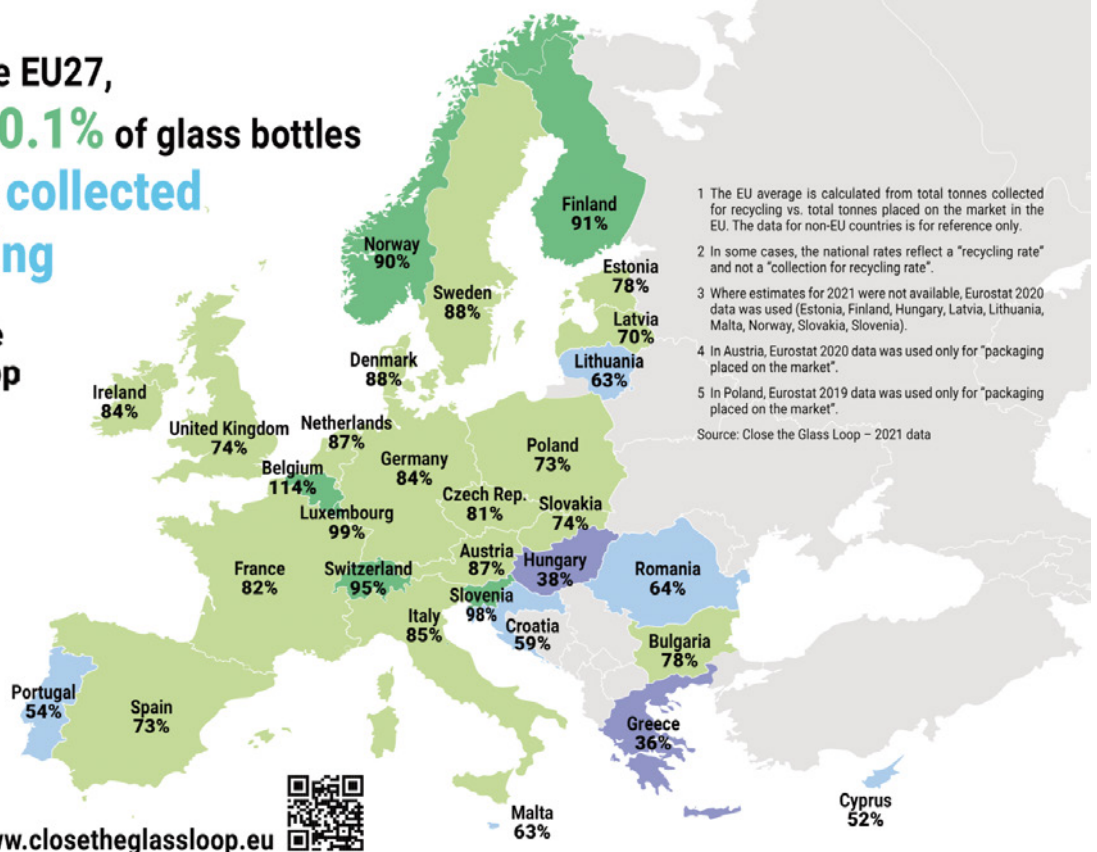 e EU27,
0.1% of glass bottles
collected
ng
e
op
Finland
91%
Norway
90%
Sweden
88%
Estonia
78%
Latvia
70%
Lithuania
63%
Denmark
88%
Ireland
84%
United Kingdom
74%
Netherlands
87%
Belgium
114%
Germany
84%
Poland
73%
Czech Rep.
81%
Slovakia
74%
Luxembourg
99%
France
82%
Switzerland
95%
Austria
87%
Hungary
38%
Romania
64%
Slovenia
98%
Italy
85%
Croatia
59%
Bulgaria
78%
Portugal
54%
Spain
73%
Greece
36%
Malta
63%
Cyprus
52%
1 The EU average is calculated from total tonnes collected
for recycling vs. total tonnes placed on the market in the
EU. The data for non-EU countries is for reference only.
2 In some cases, the national rates reflect a “recycling rate”
and not a “collection for recycling rate”.
3 Where estimates for 2021 were not available, Eurostat 2020
data was used (Estonia, Finland, Hungary, Latvia, Lithuania,
Malta, Norway, Slovakia, Slovenia).
4 In Austria, Eurostat 2020 data was used only for “packaging
placed on the market”.
5 In Poland, Eurostat 2019 data was used only for “packaging
placed on the market”.
Source: Close the Glass Loop – 2021 data
w.closetheglassloop.eu